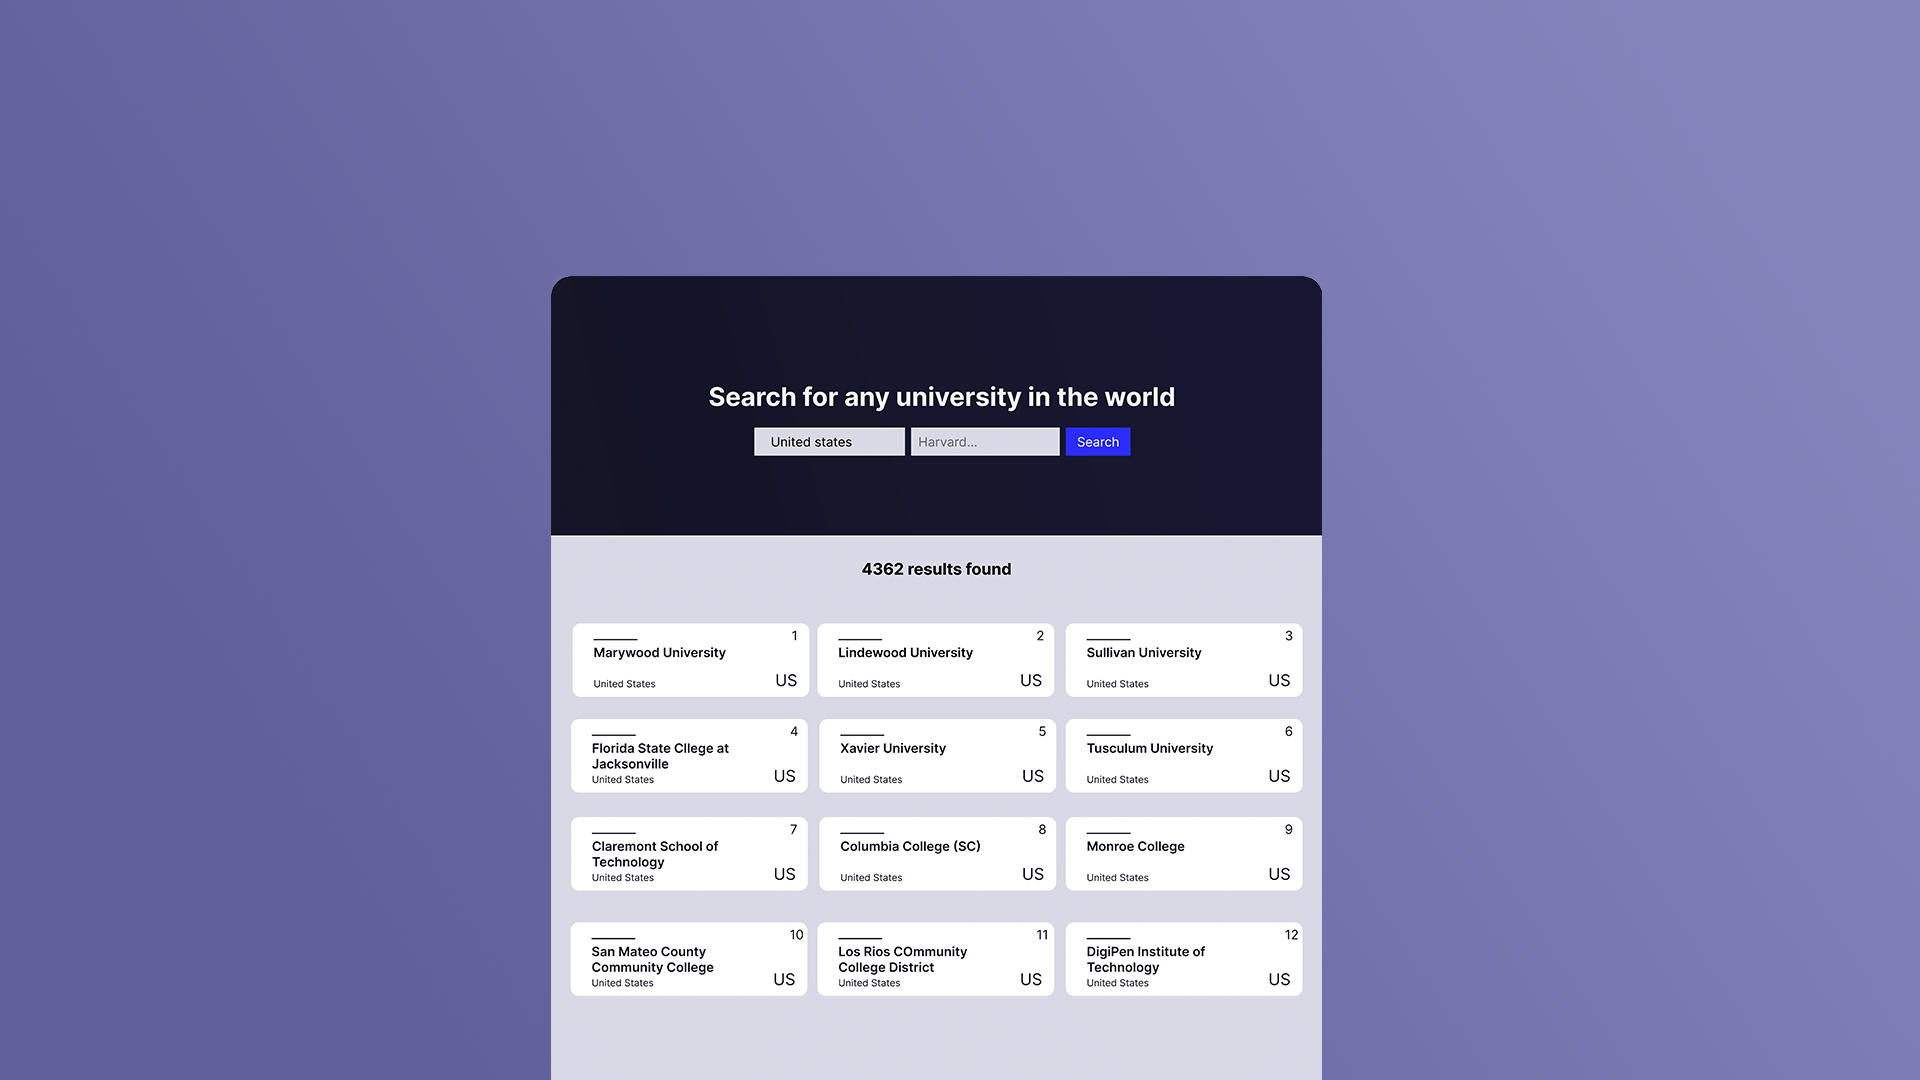 Search for any university in the world
United states
Harvard...
Search
4362 results found
1
Marywood University
United States
US
2
Lindewood University
United States
US
3
Sullivan University
United States
US
4
Florida State Cllege at
Jacksonville
United States
US
5
Xavier University
United States
US
6
Tusculum University
United States
US
7
Claremont School of
Technology
United States
US
8
Columbia College (SC)
United States
US
9
Monroe College
United States
US
10
San Mateo County
Community College
United States
US
11
Los Rios COmmunity
College District
United States
US
12
DigiPen Institute of
Technology
United States
US